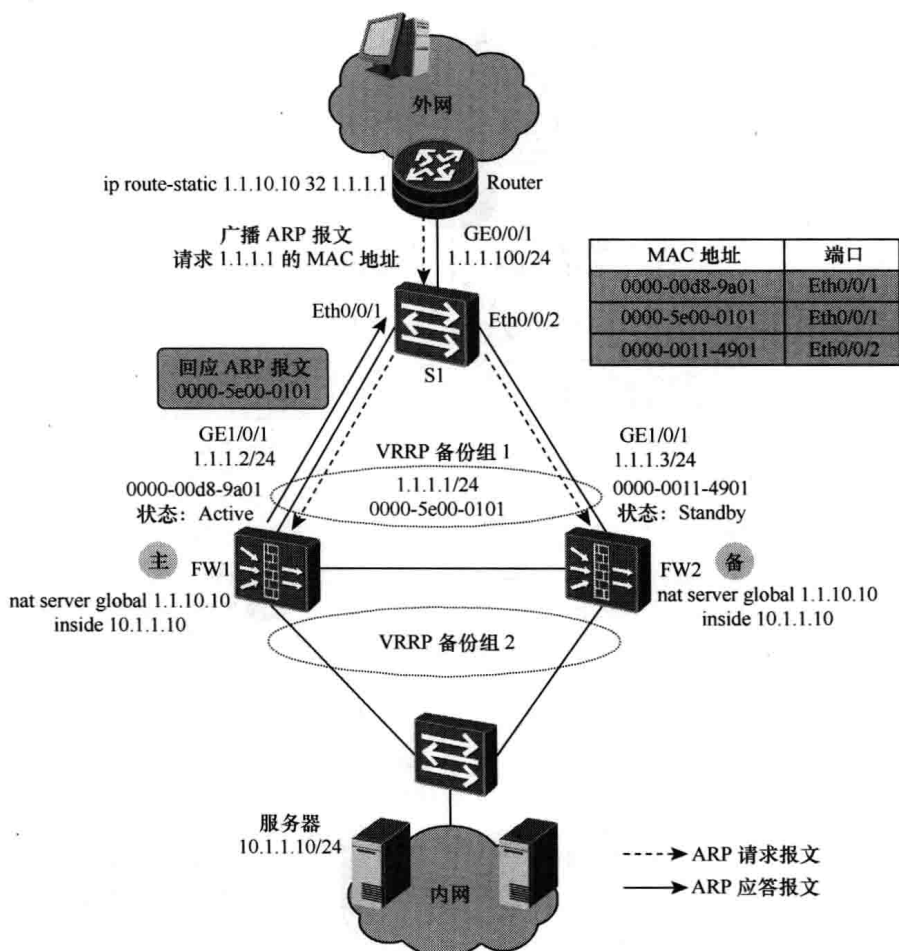 外网
ip route-static 1.1.10.10 32 1.1.1.1
Router
广播 ARP 报文
请求 1.1.1.1 的 MAC 地址
GE0/0/1
1.1.1.100/24
MAC 地址 端口
0000-00d8-9a01 Eth0/0/1
0000-5e00-0101 Eth0/0/1
0000-0011-4901 Eth0/0/2
Eth0/0/1
Eth0/0/2
S1
回应 ARP 报文
0000-5e00-0101
GE1/0/1
1.1.1.2/24
0000-00d8-9a01
状态：Active
VRRP 备份组 1
1.1.1.1/24
0000-5e00-0101
GE1/0/1
1.1.1.3/24
0000-0011-4901
状态：Standby
主
FW1
nat server global 1.1.10.10
inside 10.1.1.10
FW2
备
nat server global 1.1.10.10
inside 10.1.1.10
VRRP 备份组 2
服务器
10.1.1.10/24
内网
ARP 请求报文
ARP 应答报文